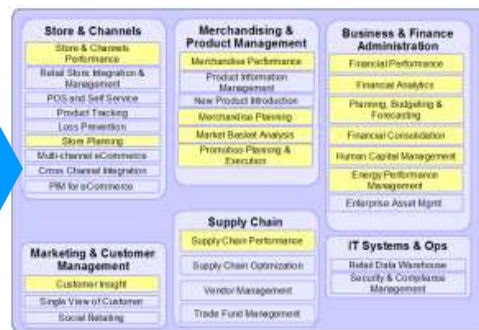 Store & Channels
Store & Channels
Performance
Retail Store Integration &
Management
POS and Self Service
Product Tracking
Loss Prevention
Store Planning
Multi-channel eCommerce
Cross Channel Integration
PIM for eCommerce
Marketing & Customer
Management
Customer Insight
Single View of Customer
Social Retailing
Merchandising &
Product Management
Merchandise Performance
Product Information
Management
New Product Introduction
Merchandise Planning
Market Basket Analysis
Promotion Planning &
Execution
Supply Chain
Supply Chain Performance
Supply Chain Optimization
Vendor Management
Trade Fund Management
Business & Finance
Administration
Financial Performance
Financial Analytics
Planning, Budgeting &
Forecasting
Financial Consolidation
Human Capital Management
Energy Performance
Management
Enterprise Asset Mgmt
IT Systems & Ops
Retail Data Warehouse
Security & Compliance
Management